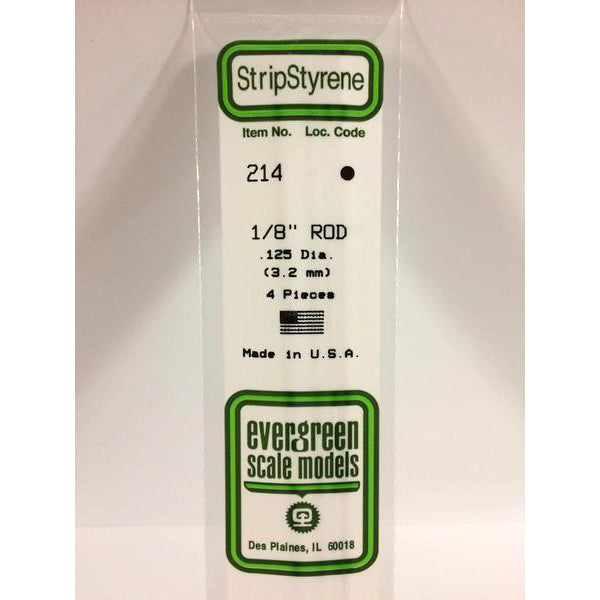 StripStyrene
Item No. Loc. Code
214 ●
1/8" ROD
.125 Dia.
(3.2 mm)
4 Pieces
Made in U.S.A.
evergreen
scale models
Des Plaines, IL 60018